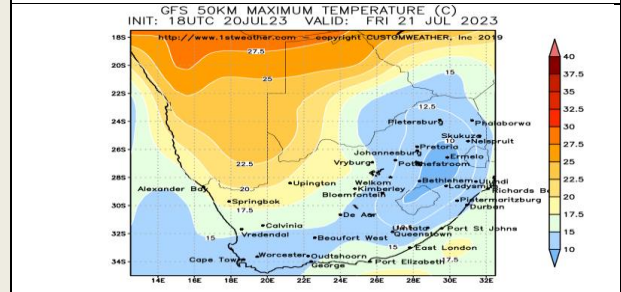 GFS 50KM MAXIMUM TEMPERATURE (C)
INIT: 18UTC 20JUL23 VALID: FRI 21 JUL 2023
http://www.1stweather.com copyright CUSTOMWEATHER, Inc 2019
18S
20S
22S
24S
26S
28S
30S
32S
34S
14E 16E 18E 20E 22E 24E 26E 28E 30E 32E
27.5
25
22.5
20
17.5
15
15
12.5
10
15
17.5
Pietersburg
Phalaborwa
Skukuza
Nelspruit
Pretoria
Johannesburg
Ermelo
Vryburg
Potchefstroom
Welkom
Bethlehem
Ulundi
Ladysmith
Alexander Bay
Upington
Kimberley
Richards B
Bloemfontein
Springbok
Pietermaritzburg
Durban
De Aar
Calvinia
Umtata
Port St Johns
Vredendal
Queenstown
Beaufort West
East London
Cape Town
Worcester
Oudtshoorn
George
Port Elizabeth
40
37.5
35
32.5
30
27.5
25
22.5
20
17.5
15
10